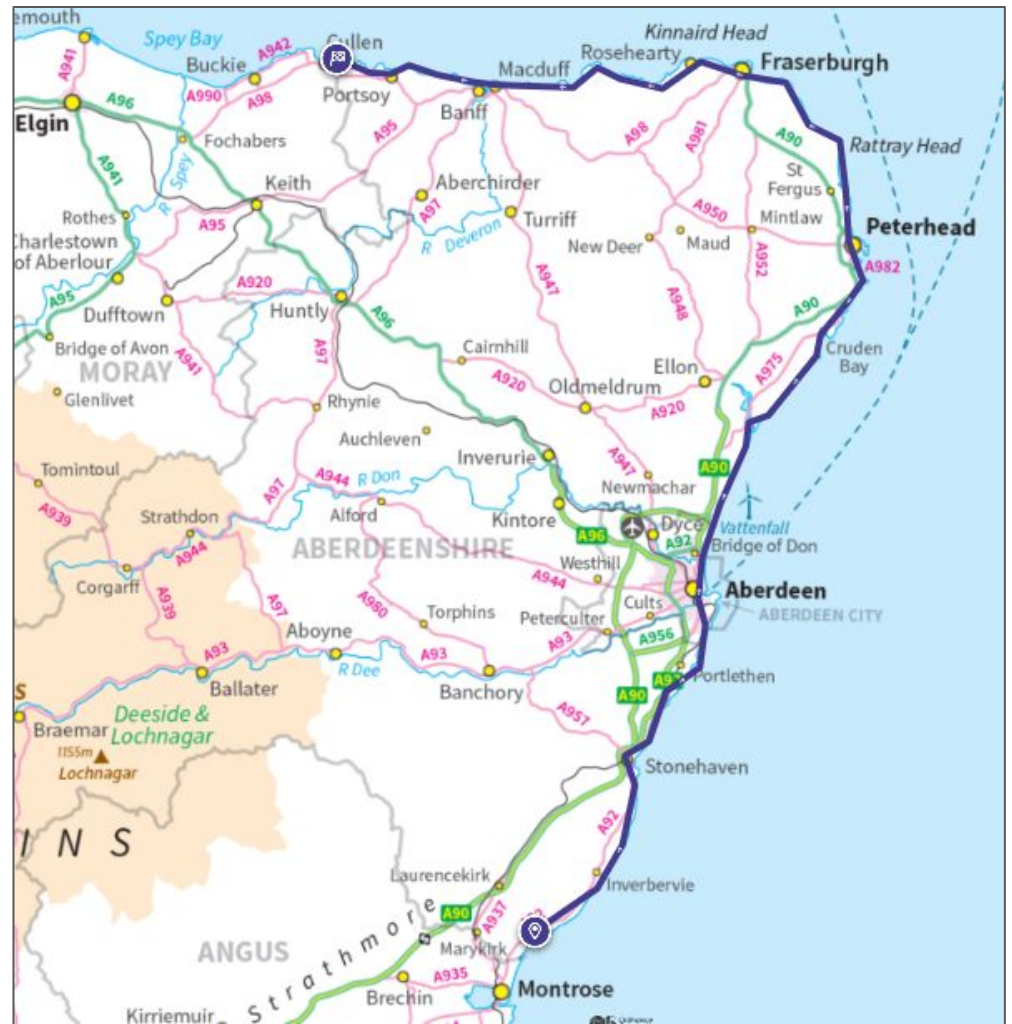 emouth
Spey Bay
A942
Cullen
Kinnaird Head
Rosehearty
Fraserburgh
A941
Buckie
Macduff
A990
A98
Portsoy
Banff
A96
Elgin
Fochabers
A95
A98
A981
A90
Rattray Head
A941
R Spey
Keith
Aberchirder
A97
St
Fergus
Rothes
A95
R Deveron
Turriff
A950
Mintlaw
Peterhead
Charlestown
of Aberlour
New Deer
Maud
A952
A982
A95
A920
A947
Dufftown
Huntly
A96
A948
A90
Bridge of Avon
A941
A97
Cairnhill
Cruden
Bay
MORAY
A920
Ellon
A975
Glenlivet
Oldmeldrum
Rhynie
A920
Auchleven
Inverurie
A947
A90
Tomintoul
A944
R Don
Newmachar
A939
A97
Strathdon
Alford
Kintore
Dyce
Vattenfall
A944
ABERDEENSHIRE
A96
A92
Bridge of Don
Corgarff
Westhill
A944
Aberdeen
A939
A97
A980
Torphins
Cults
Peterculter
ABERDEEN CITY
Aboyne
A93
A93
A956
A93
R Dee
Portlethen
Ballater
Banchory
A90
S
Deeside &
Lochnagar
A957
Braemar
1155m
Lochnagar
Stonehaven
INS
A92
Laurencekirk
Inverbervie
A90
A937
Strathmore
ANGUS
Marykirk
A935
Montrose
Brechin
Kirriemuir